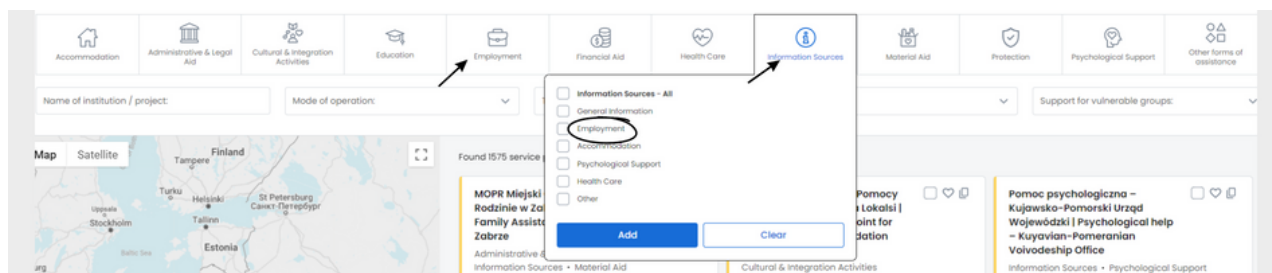 Accommodation
Administrative & Legal
Aid
Cultural & Integration
Activities
Education
Employment
Financial Aid
Health Care
Information Sources
Material Aid
Protection
Psychological Support
Other forms of
assistance
Name of institution / project:
Mode of operation:
Support for vulnerable groups:
Information Sources - All
General Information
Employment
Accommodation
Psychological Support
Health Care
Other
Add
Clear
Map
Satellite
Finland
Tampere
Turku
Helsinki
St Petersburg
Санкт-Петербург
Uppsala
Stockholm
Tallinn
Estonia
Baltic Sea
urg
Found 1575 service
MOPR Miejski
Rodzinie w Za
Family Assist
Zabrze
Administrative &
Information Sources • Material Aid
Pomocy
Lokalsi |
oint for
dation
Cultural & Integration Activities
Pomoc psychologiczna –
Kujawsko-Pomorski Urząd
Wojewódzki | Psychological help
– Kuyavian-Pomeranian
Voivodeship Office
Information Sources • Psychological Support